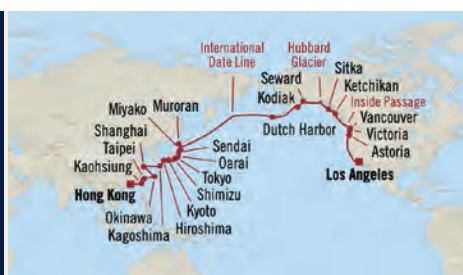 International
Date Line
Hubbard
Glacier
Sitka
Seward
Ketchikan
Kodiak
Inside Passage
Miyako
Muroran
Vancouver
Dutch Harbor
Victoria
Shanghai
Sendai
Astoria
Taipei
Oarai
Kaohsiung
Tokyo
Los Angeles
Hong Kong
Shimizu
Kyoto
Okinawa
Hiroshima
Kagoshima